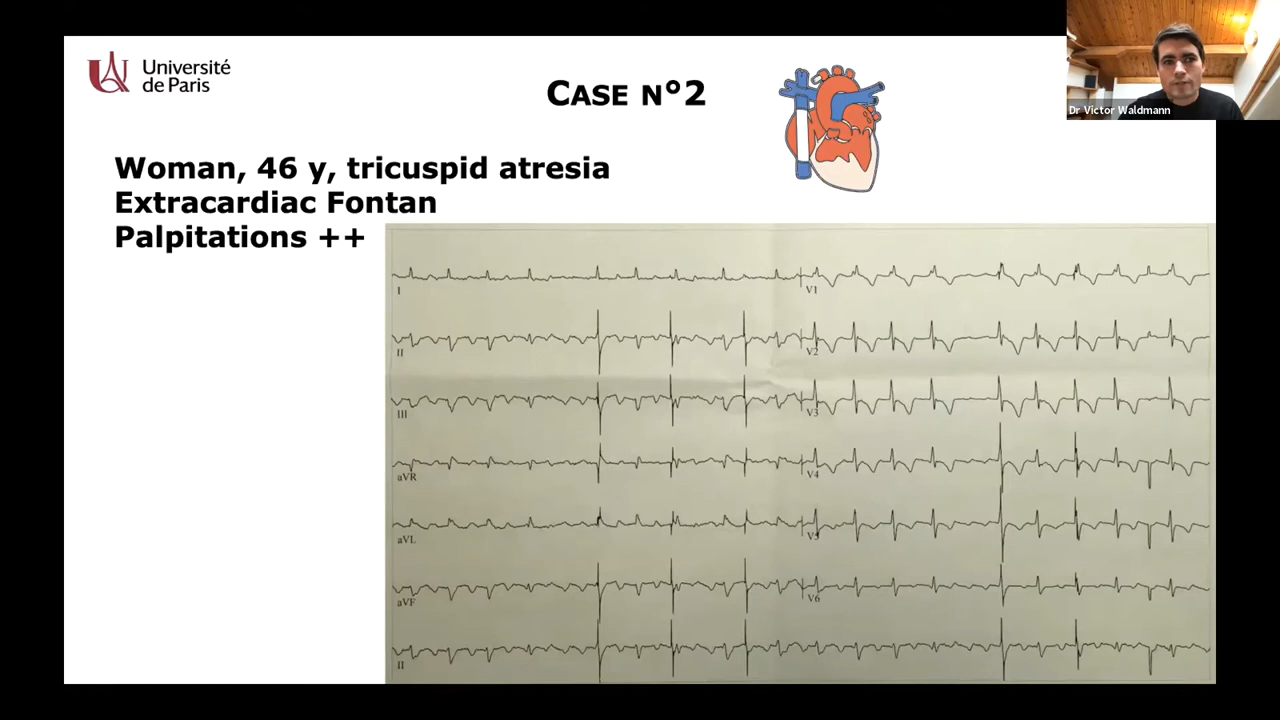 Université
de Paris
CASE N°2
Dr Victor Waldmann
Woman, 46 y, tricuspid atresia
Extracardiac Fontan
Palpitations ++
I
V1
II
V2
III
V3
aVR
V4
aVL
V5
aVF
V6
II